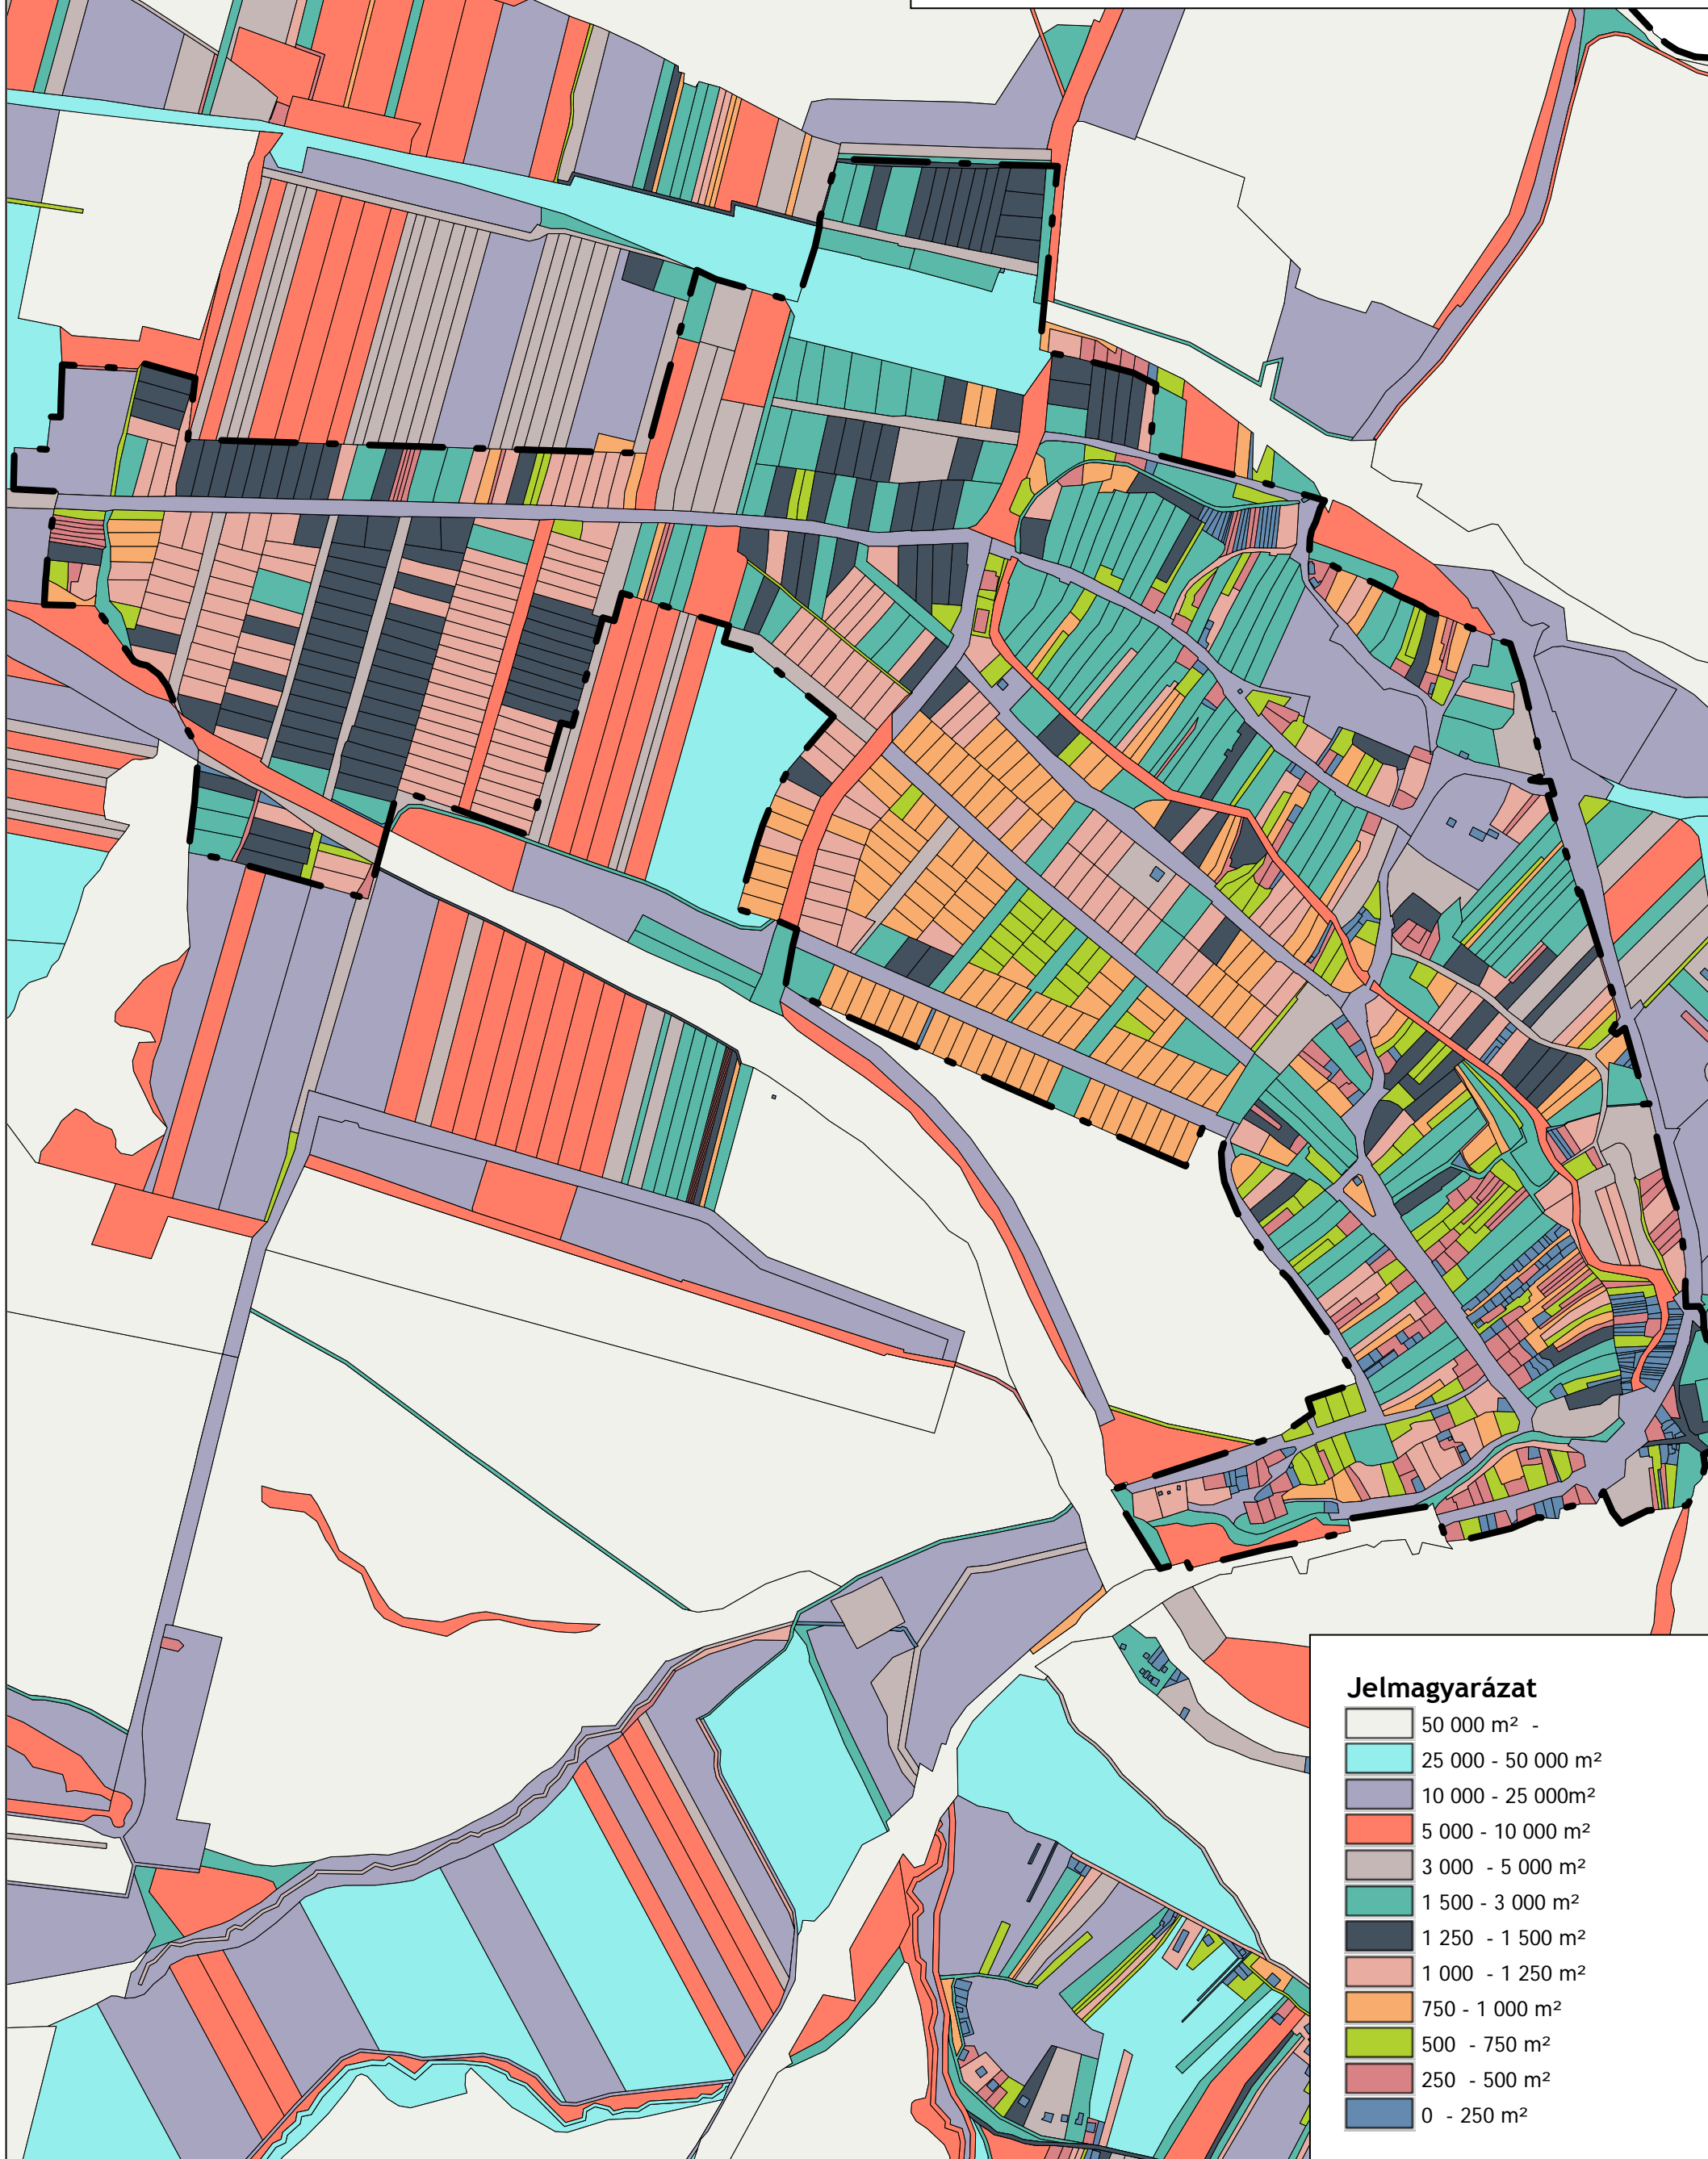 Jelmagyarázat
50 000 m² -
25 000 - 50 000 m²
10 000 - 25 000m²
5 000 - 10 000 m²
3 000 - 5 000 m²
1 500 - 3 000 m²
1 250 - 1 500 m²
1 000 - 1 250 m²
750 - 1 000 m²
500 - 750 m²
250 - 500 m²
0 - 250 m²